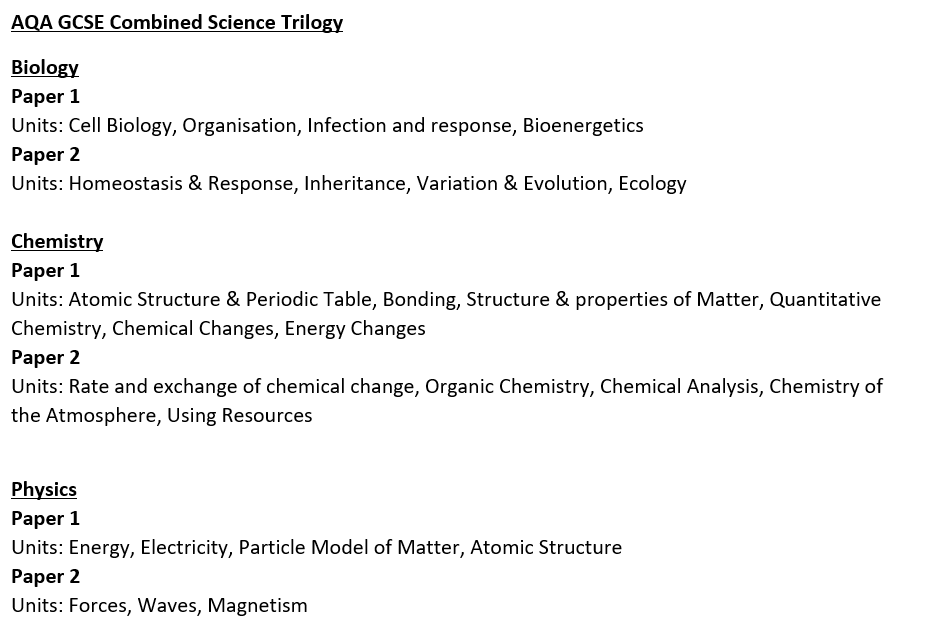 AQA GCSE Combined Science Trilogy
Biology
Paper 1
Units: Cell Biology, Organisation, Infection and response, Bioenergetics
Paper 2
Units: Homeostasis & Response, Inheritance, Variation & Evolution, Ecology
Chemistry
Paper 1
Units: Atomic Structure & Periodic Table, Bonding, Structure & properties of Matter, Quantitative
Chemistry, Chemical Changes, Energy Changes
Paper 2
Units: Rate and exchange of chemical change, Organic Chemistry, Chemical Analysis, Chemistry of
the Atmosphere, Using Resources
Physics
Paper 1
Units: Energy, Electricity, Particle Model of Matter, Atomic Structure
Paper 2
Units: Forces, Waves, Magnetism